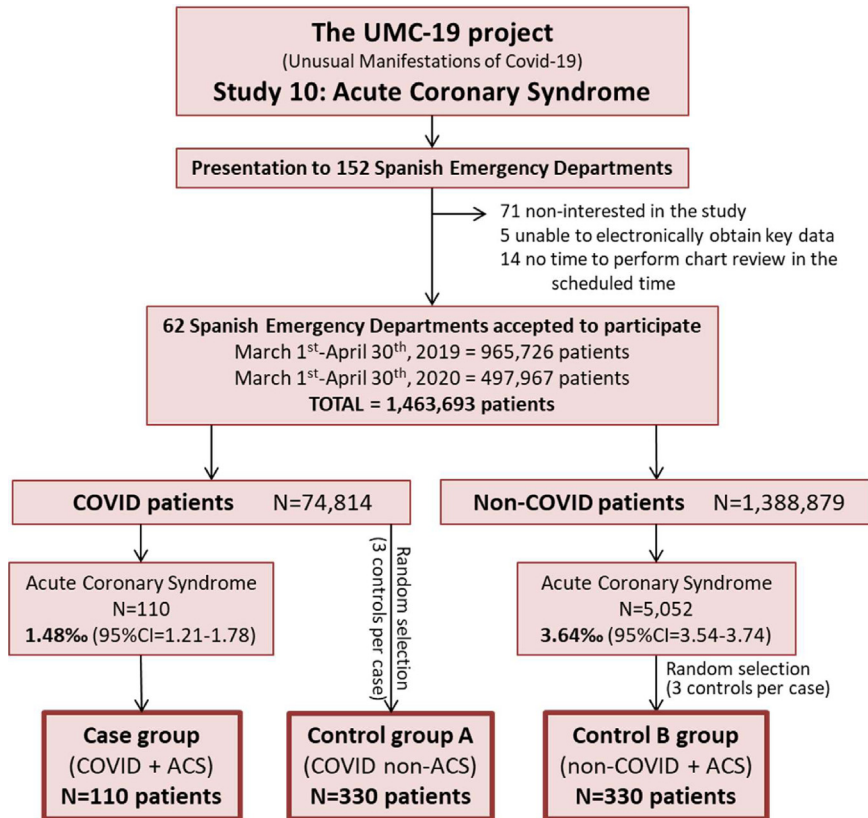 The UMC-19 project
(Unusual Manifestations of Covid-19)
Study 10: Acute Coronary Syndrome
Presentation to 152 Spanish Emergency Departments
71 non-interested in the study
5 unable to electronically obtain key data
14 no time to perform chart review in the
scheduled time
62 Spanish Emergency Departments accepted to participate
March 1st-April 30th, 2019 = 965,726 patients
March 1st-April 30th, 2020 = 497,967 patients
TOTAL = 1,463,693 patients
COVID patients N=74,814
Non-COVID patients N=1,388,879
Acute Coronary Syndrome
N=110
1.48‰ (95%CI=1.21-1.78)
Random selection
(3 controls per case)
Acute Coronary Syndrome
N=5,052
3.64‰ (95%CI=3.54-3.74)
Random selection
(3 controls per case)
Case group
(COVID + ACS)
N=110 patients
Control group A
(COVID non-ACS)
N=330 patients
Control B group
(non-COVID + ACS)
N=330 patients